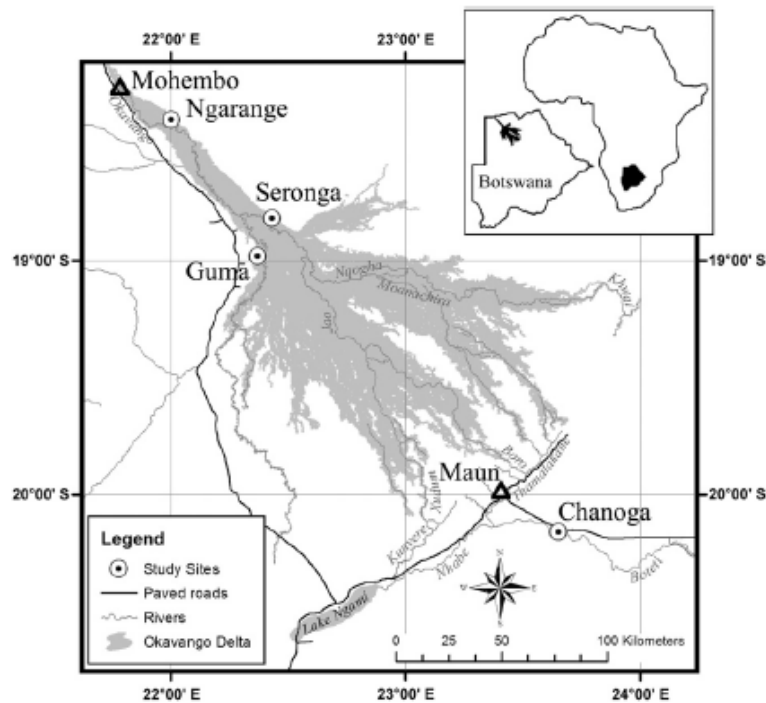 22°00' E
23°00' E
Mohembo
Ngarange
Okavango
Botswana
Seronga
19°00' S
19°00' S
Guma
Nqogha
Moanachira
Khwai
Jao
Boro
Thamalakane
Maun
Xudum
20°00' S
20°00' S
Chanoga
Kunyere
Nhabe
Boteti
Lake Ngami
N
E
S
Legend
Study Sites
Paved roads
Rivers
Okavango Delta
0 25 50 100 Kilometers
22°00' E
23°00' E
24°00' E